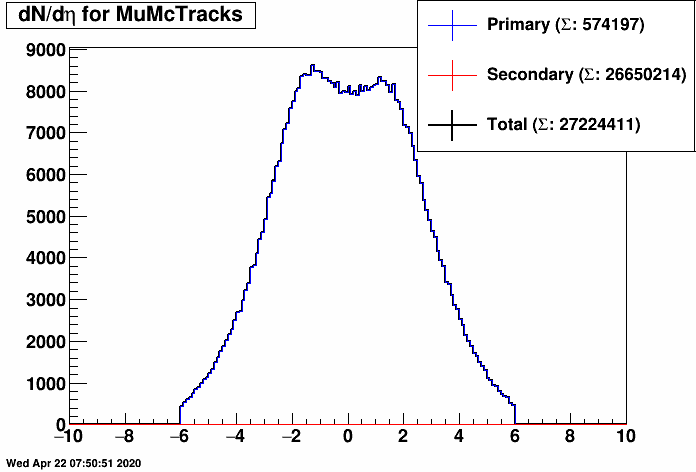 dN/dη for MuMcTracks
Primary (Σ: 574197)
Secondary (Σ: 26650214)
Total (Σ: 27224411)
9000
8000
7000
6000
5000
4000
3000
2000
1000
0
−10 −8 −6 −4 −2 0 2 4 6 8 10
Wed Apr 22 07:50:51 2020